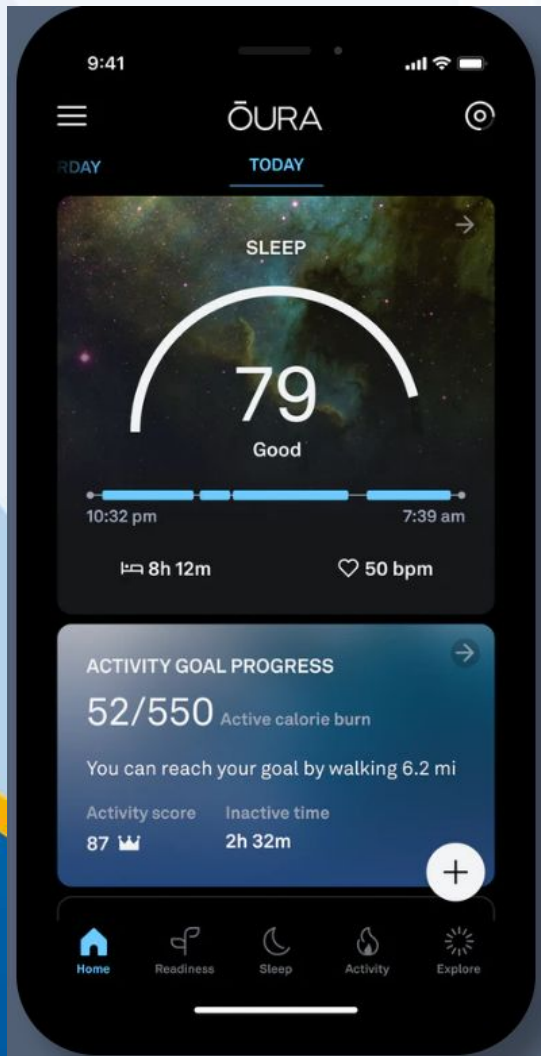 9:41
ŌURA
RDAY TODAY
SLEEP
79
Good
10:32 pm 7:39 am
8h 12m 50 bpm
ACTIVITY GOAL PROGRESS
52/550 Active calorie burn
You can reach your goal by walking 6.2 mi
Activity score Inactive time
87 2h 32m
+
Home Readiness Sleep Activity Explore